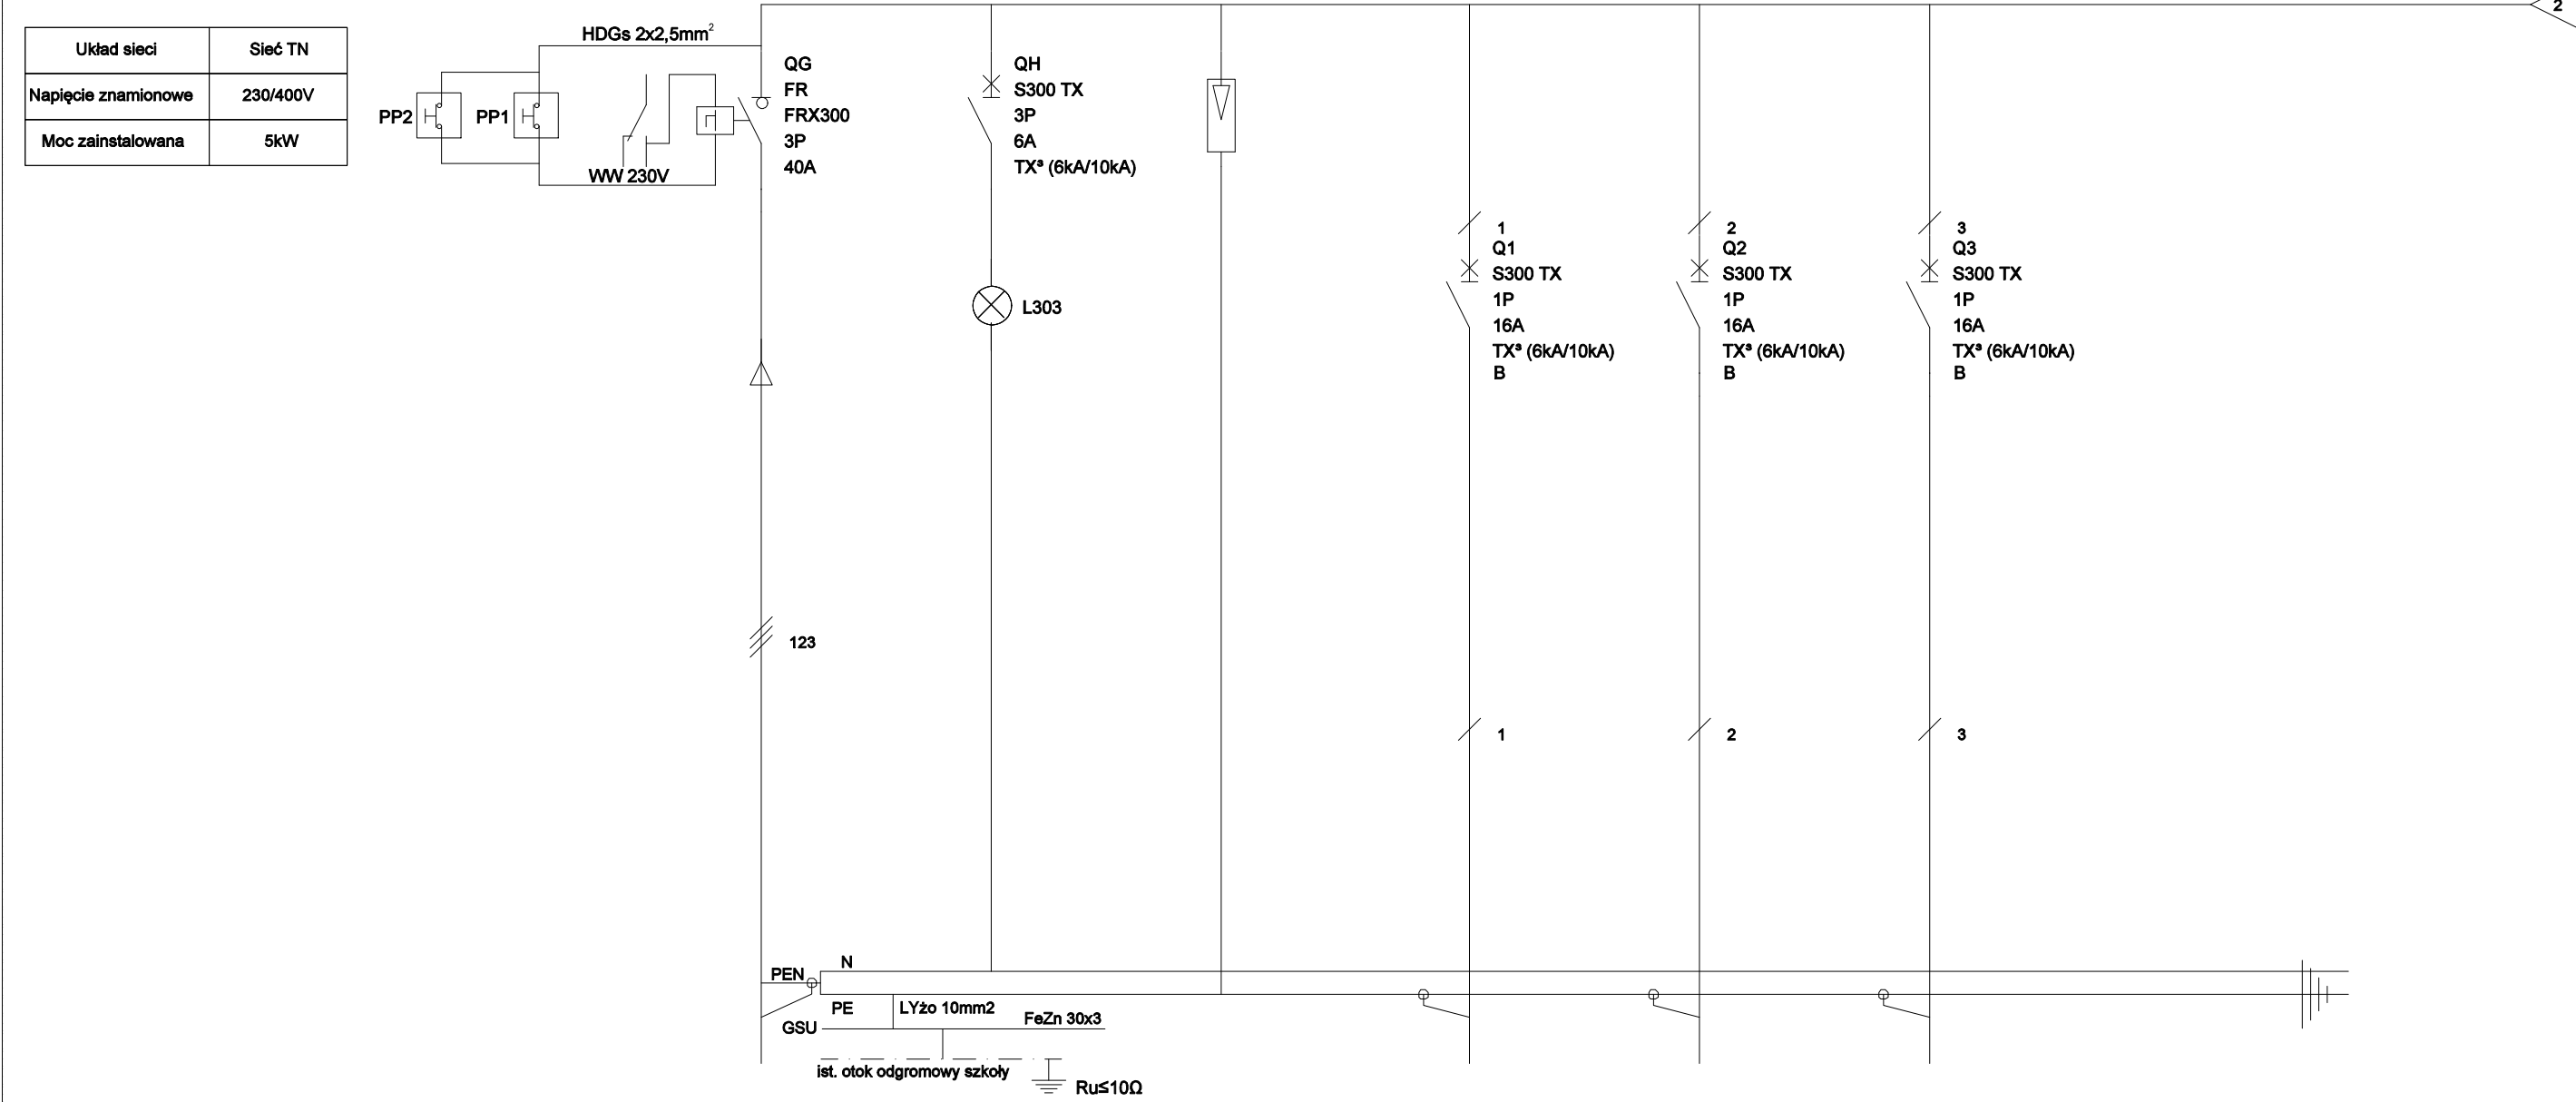 2
Układ sieci Sieć TN
Napięcie znamionowe 230/400V
Moc zainstalowana 5kW
HDGs 2x2,5mm²
PP2
PP1
WW 230V
QG
FR
FRX300
3P
40A
QH
S300 TX
3P
6A
TX³ (6kA/10kA)
L303
1
Q1
S300 TX
1P
16A
TX³ (6kA/10kA)
B
2
Q2
S300 TX
1P
16A
TX³ (6kA/10kA)
B
3
Q3
S300 TX
1P
16A
TX³ (6kA/10kA)
B
123
1
2
3
N
PEN
PE
LYżo 10mm2
FeZn 30x3
GSU
ist. otok odgromowy szkoły
Ru≤10Ω